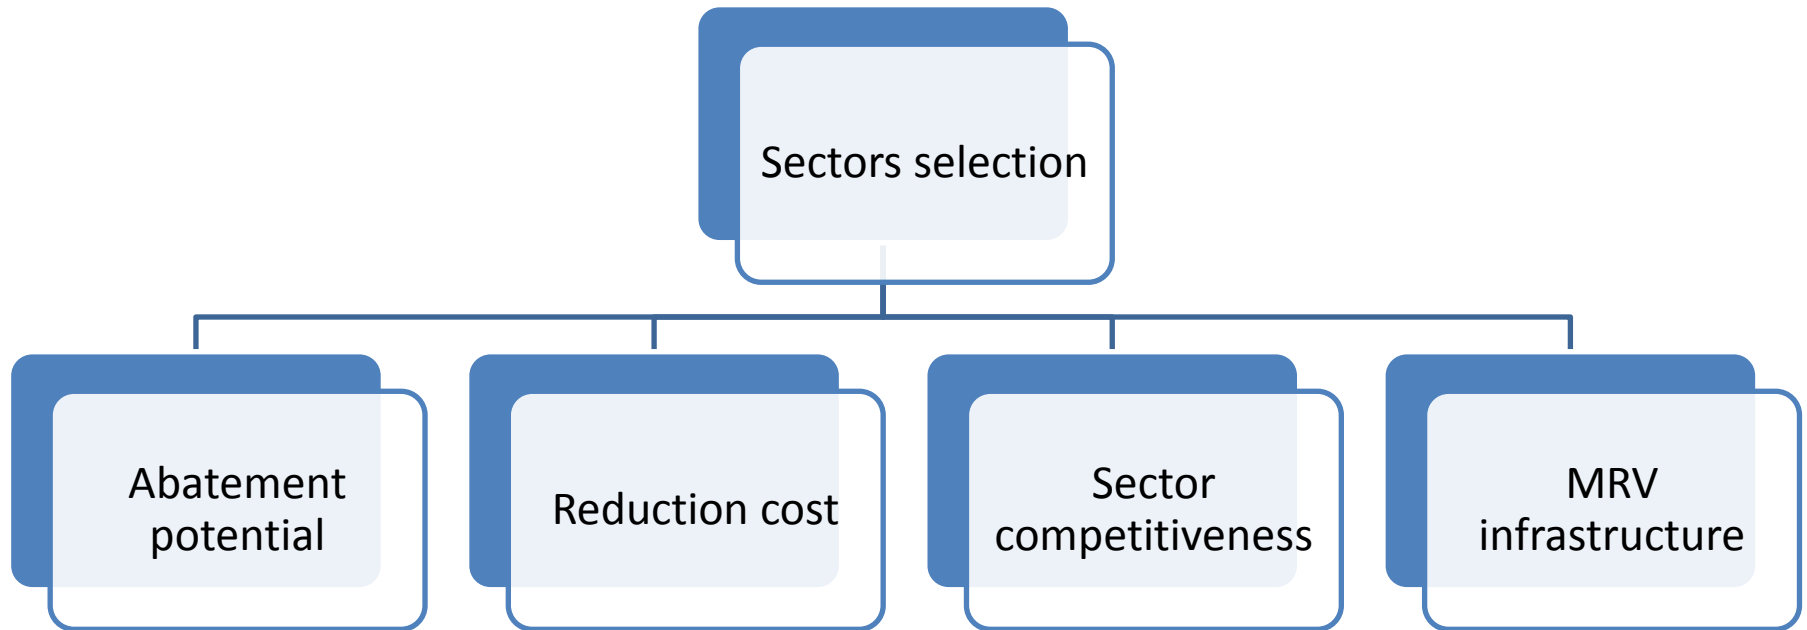 Sectors selection
Abatement
potential
Reduction cost
Sector
competitiveness
MRV
infrastructure